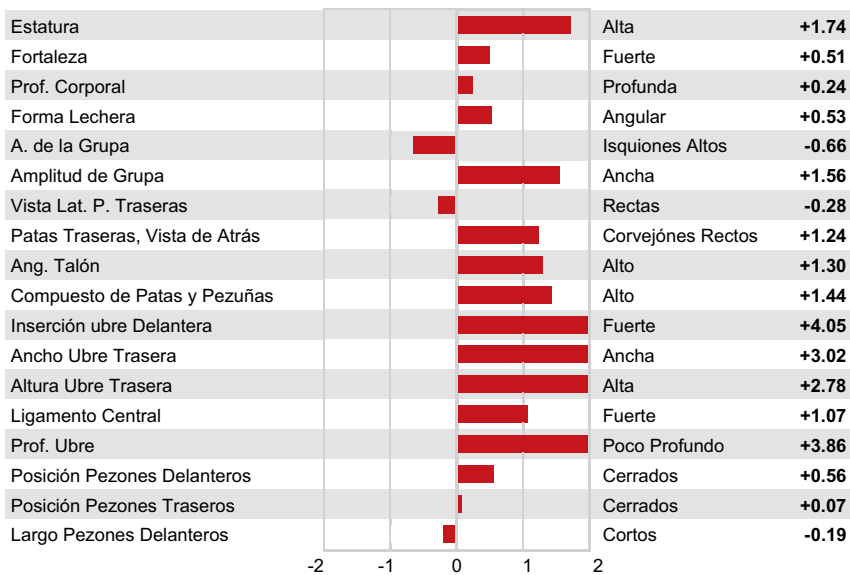 Estatura Alta +1.74
Fortaleza Fuerte +0.51
Prof. Corporal Profunda +0.24
Forma Lechera Angular +0.53
A. de la Grupa Isquiones Altos -0.66
Amplitud de Grupa Ancha +1.56
Vista Lat. P. Traseras Rectas -0.28
Patas Traseras, Vista de Atrás Corvejónes Rectos +1.24
Ang. Talón Alto +1.30
Compuesto de Patas y Pezuñas Alto +1.44
Inserción ubre Delantera Fuerte +4.05
Ancho Ubre Trasera Ancha +3.02
Altura Ubre Trasera Alta +2.78
Ligamento Central Fuerte +1.07
Prof. Ubre Poco Profundo +3.86
Posición Pezones Delanteros Cerrados +0.56
Posición Pezones Traseros Cerrados +0.07
Largo Pezones Delanteros Cortos -0.19
-2 -1 0 1 2